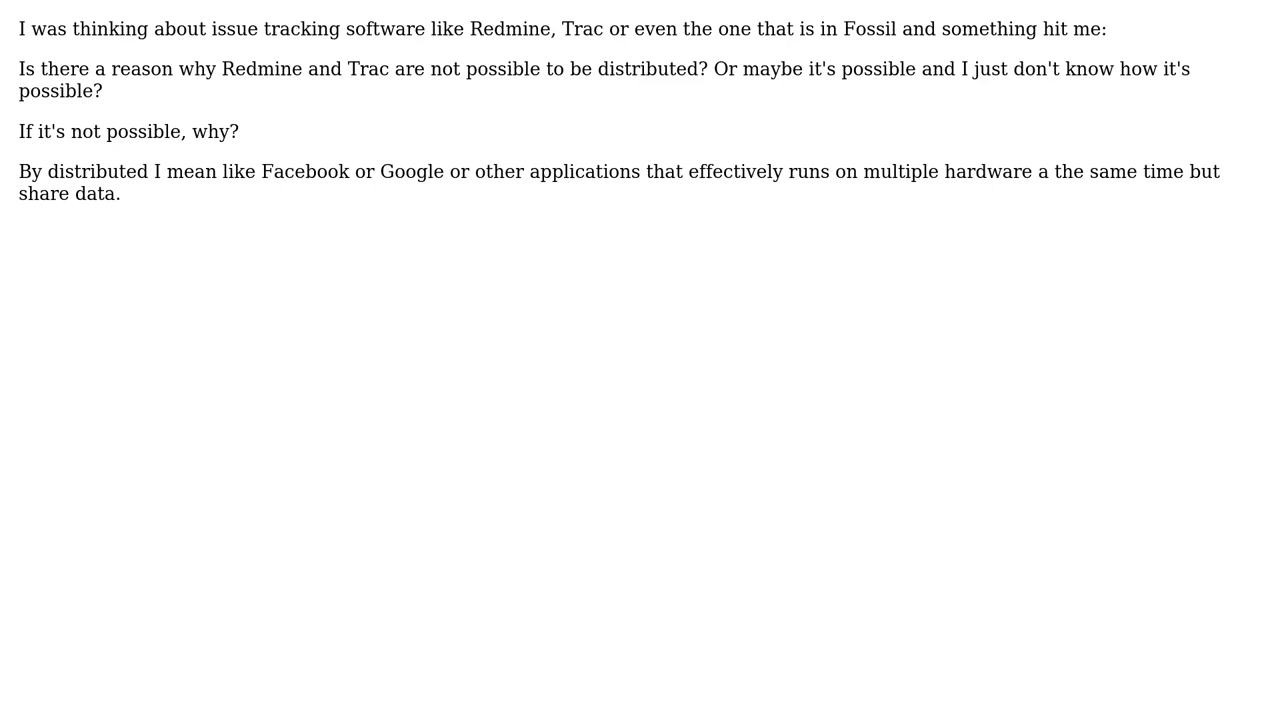 I was thinking about issue tracking software like Redmine, Trac or even the one that is in Fossil and something hit me:
Is there a reason why Redmine and Trac are not possible to be distributed? Or maybe it's possible and I just don't know how it's
possible?
If it's not possible, why?
By distributed I mean like Facebook or Google or other applications that effectively runs on multiple hardware a the same time but
share data.